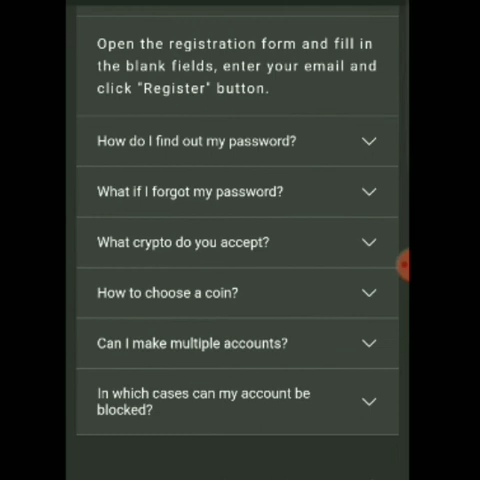 Open the registration form and fill in
the blank fields, enter your email and
click "Register" button.
How do I find out my password?
What if I forgot my password?
What crypto do you accept?
How to choose a coin?
Can I make multiple accounts?
In which cases can my account be
blocked?